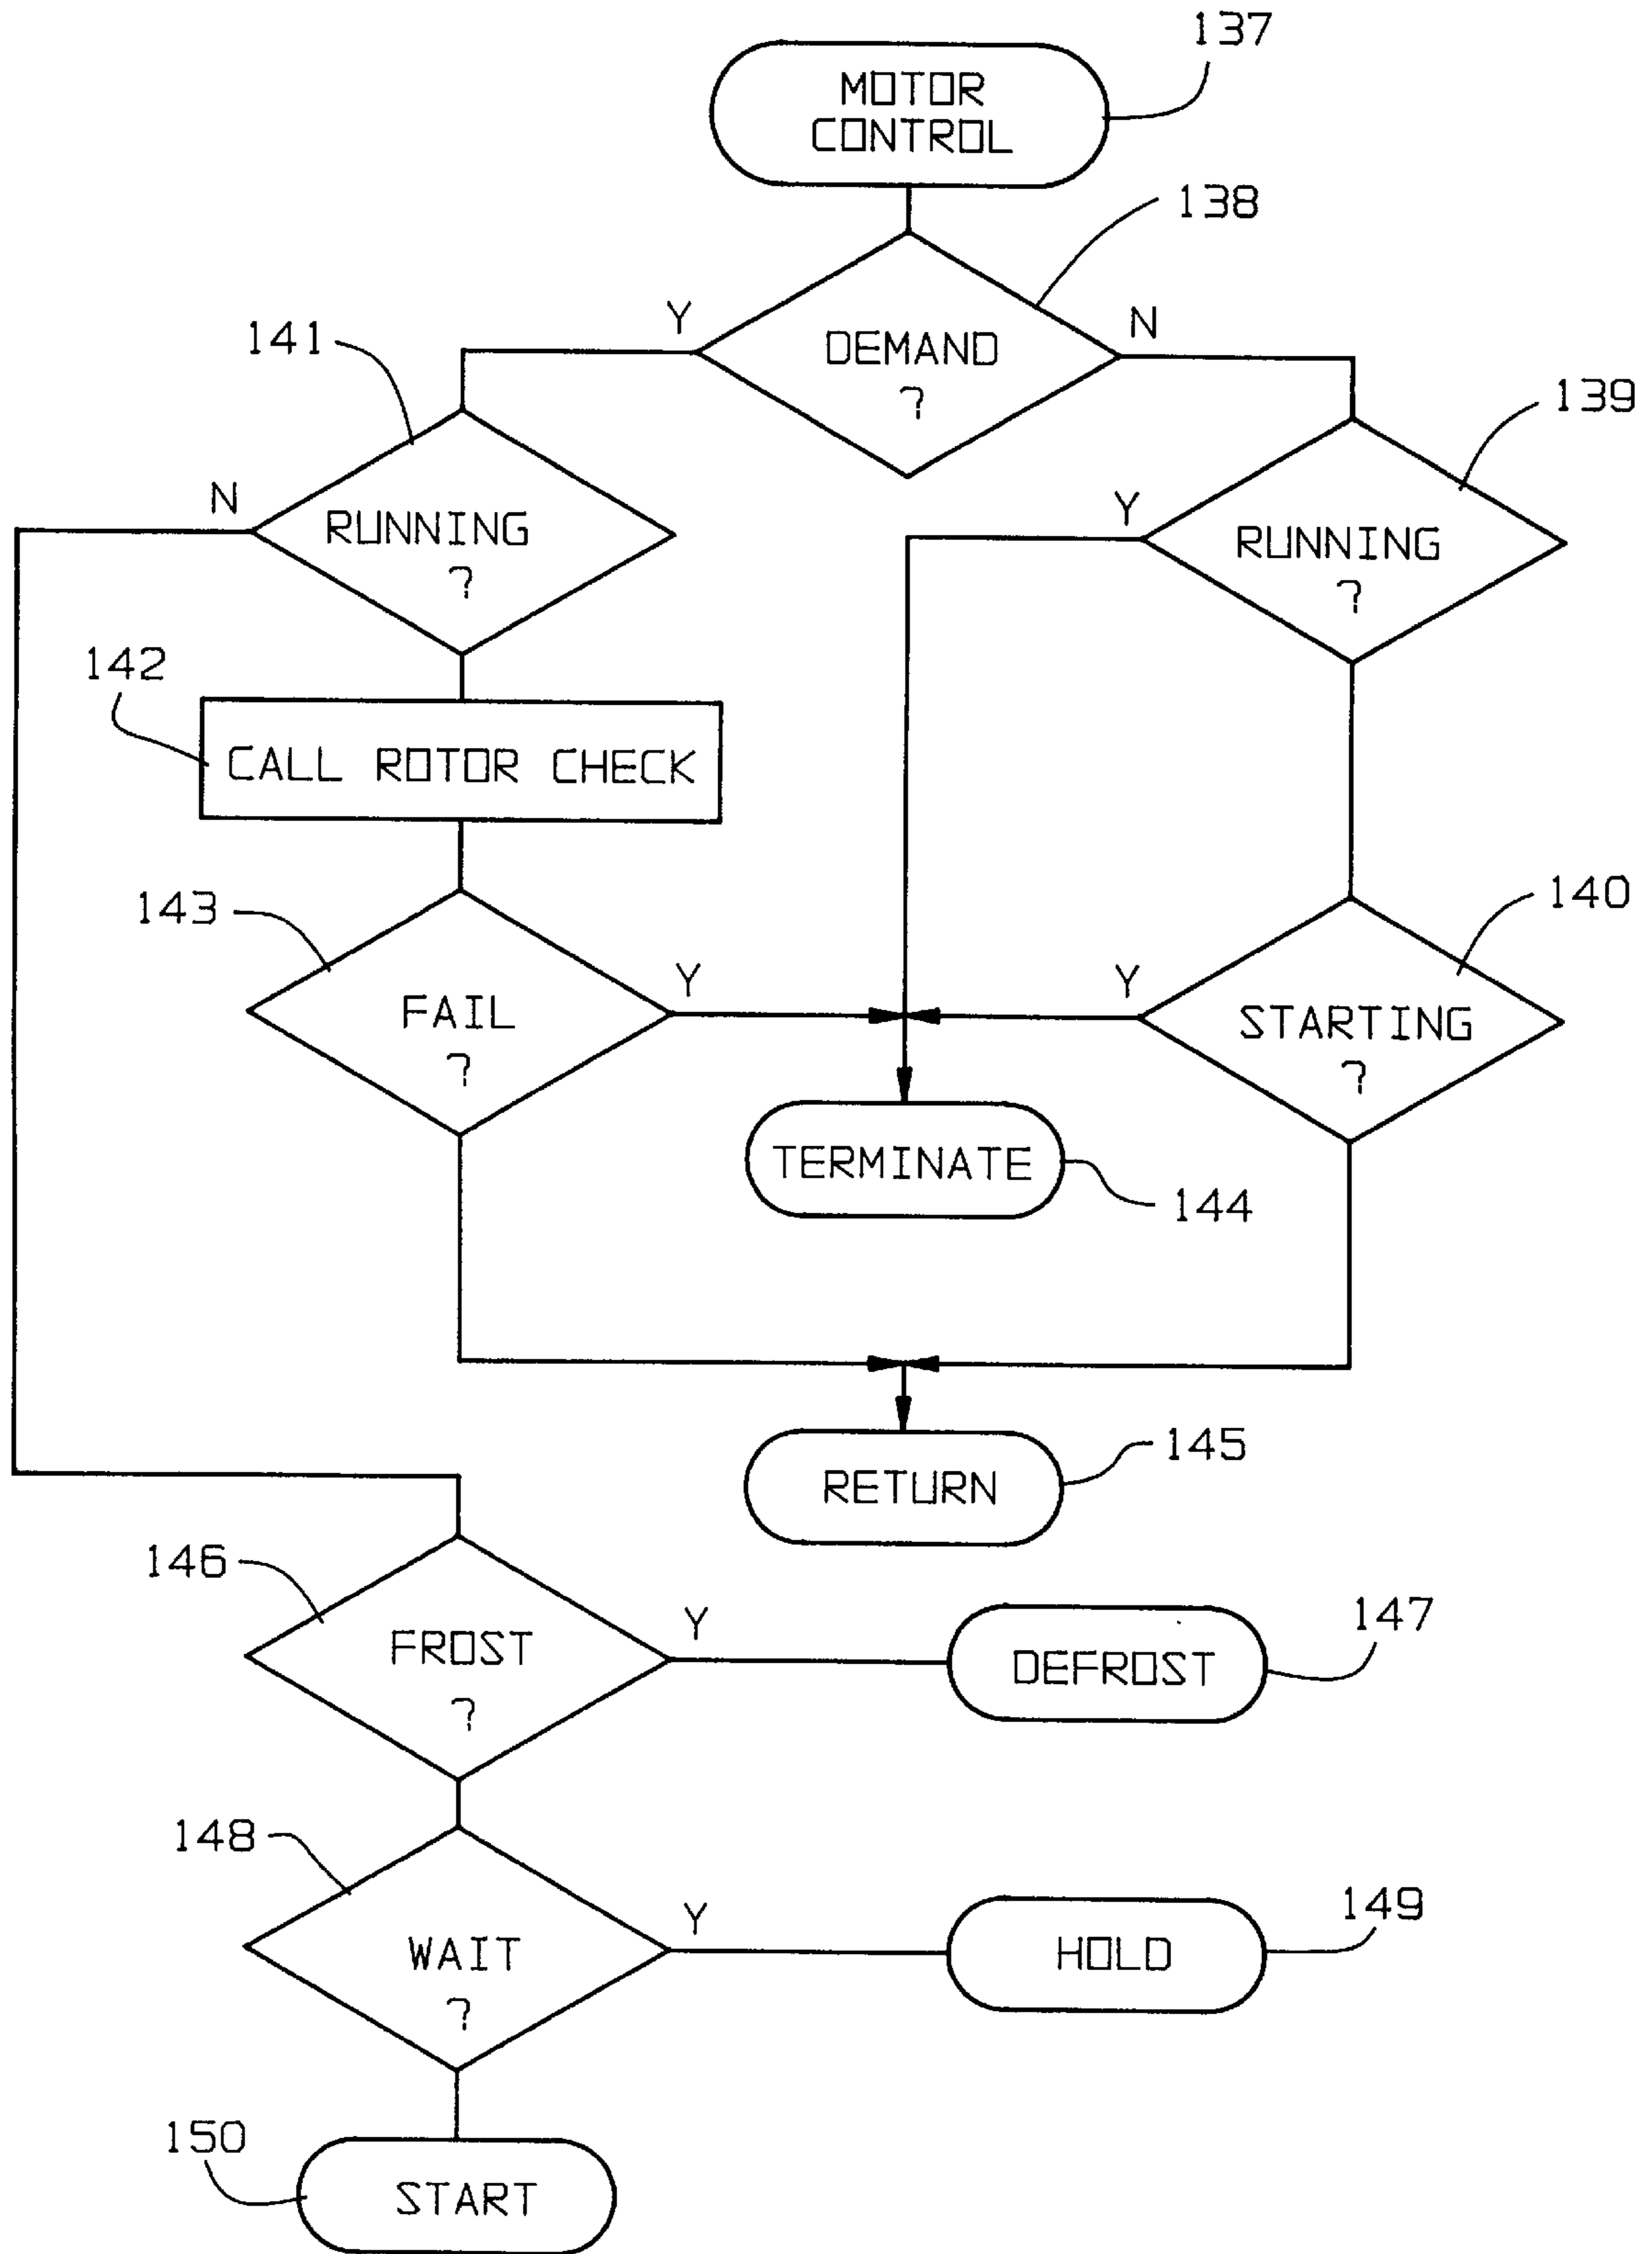 137
MOTOR
CONTROL
138
Y
N
141
DEMAND
?
139
N
RUNNING
?
Y
RUNNING
?
142
CALL ROTOR CHECK
143
140
FAIL
?
Y
Y
STARTING
?
TERMINATE
144
145
RETURN
146
FROST
?
Y
DEFROST
147
148
WAIT
?
Y
HOLD
149
150
START